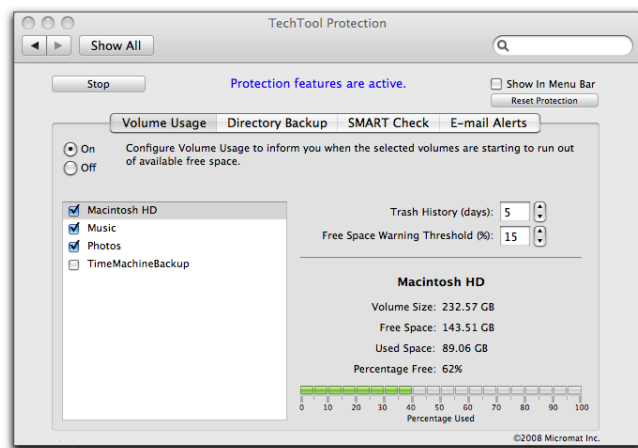 TechTool Protection
Show All
Stop
Protection features are active.
Show In Menu Bar
Reset Protection
Volume Usage Directory Backup SMART Check E-mail Alerts
On
Off
Configure Volume Usage to inform you when the selected volumes are starting to run out
of available free space.
Macintosh HD
Music
Photos
TimeMachineBackup
Trash History (days): 5
Free Space Warning Threshold (%): 15
Macintosh HD
Volume Size: 232.57 GB
Free Space: 143.51 GB
Used Space: 89.06 GB
Percentage Free: 62%
0 10 20 30 40 50 60 70 80 90 100
Percentage Used
©2008 Micromat Inc.